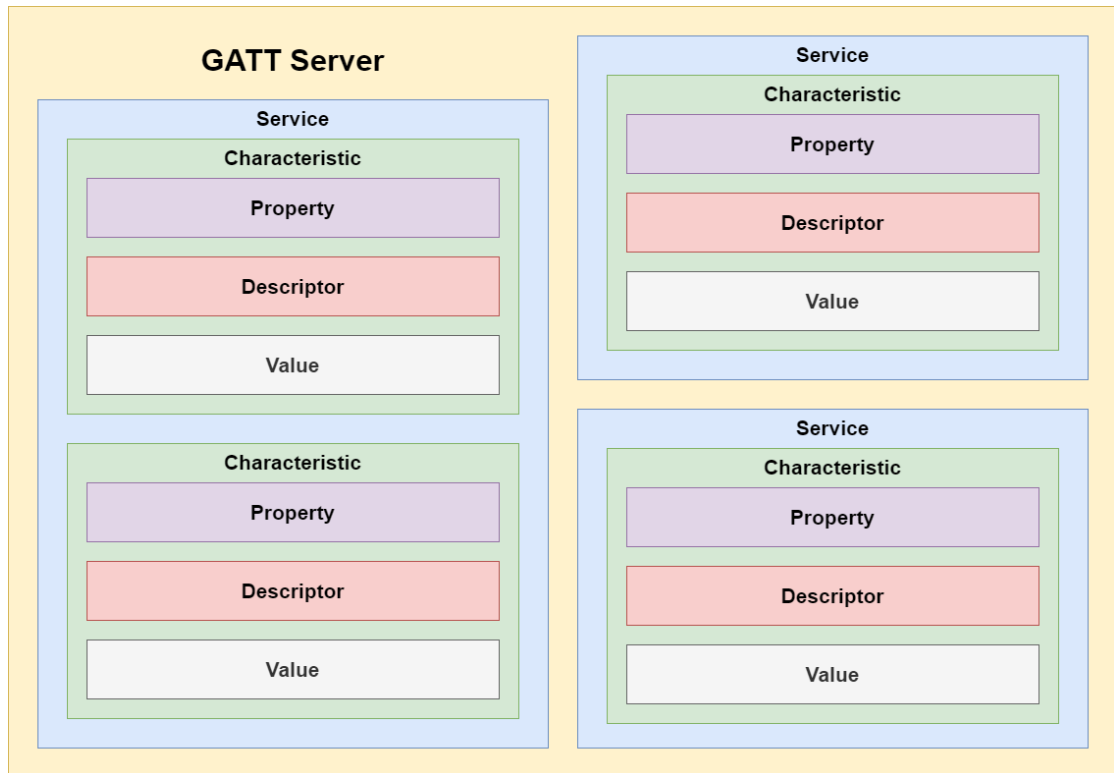 GATT Server
Service
Characteristic
Property
Descriptor
Value
Characteristic
Property
Descriptor
Value
Service
Characteristic
Property
Descriptor
Value
Service
Characteristic
Property
Descriptor
Value